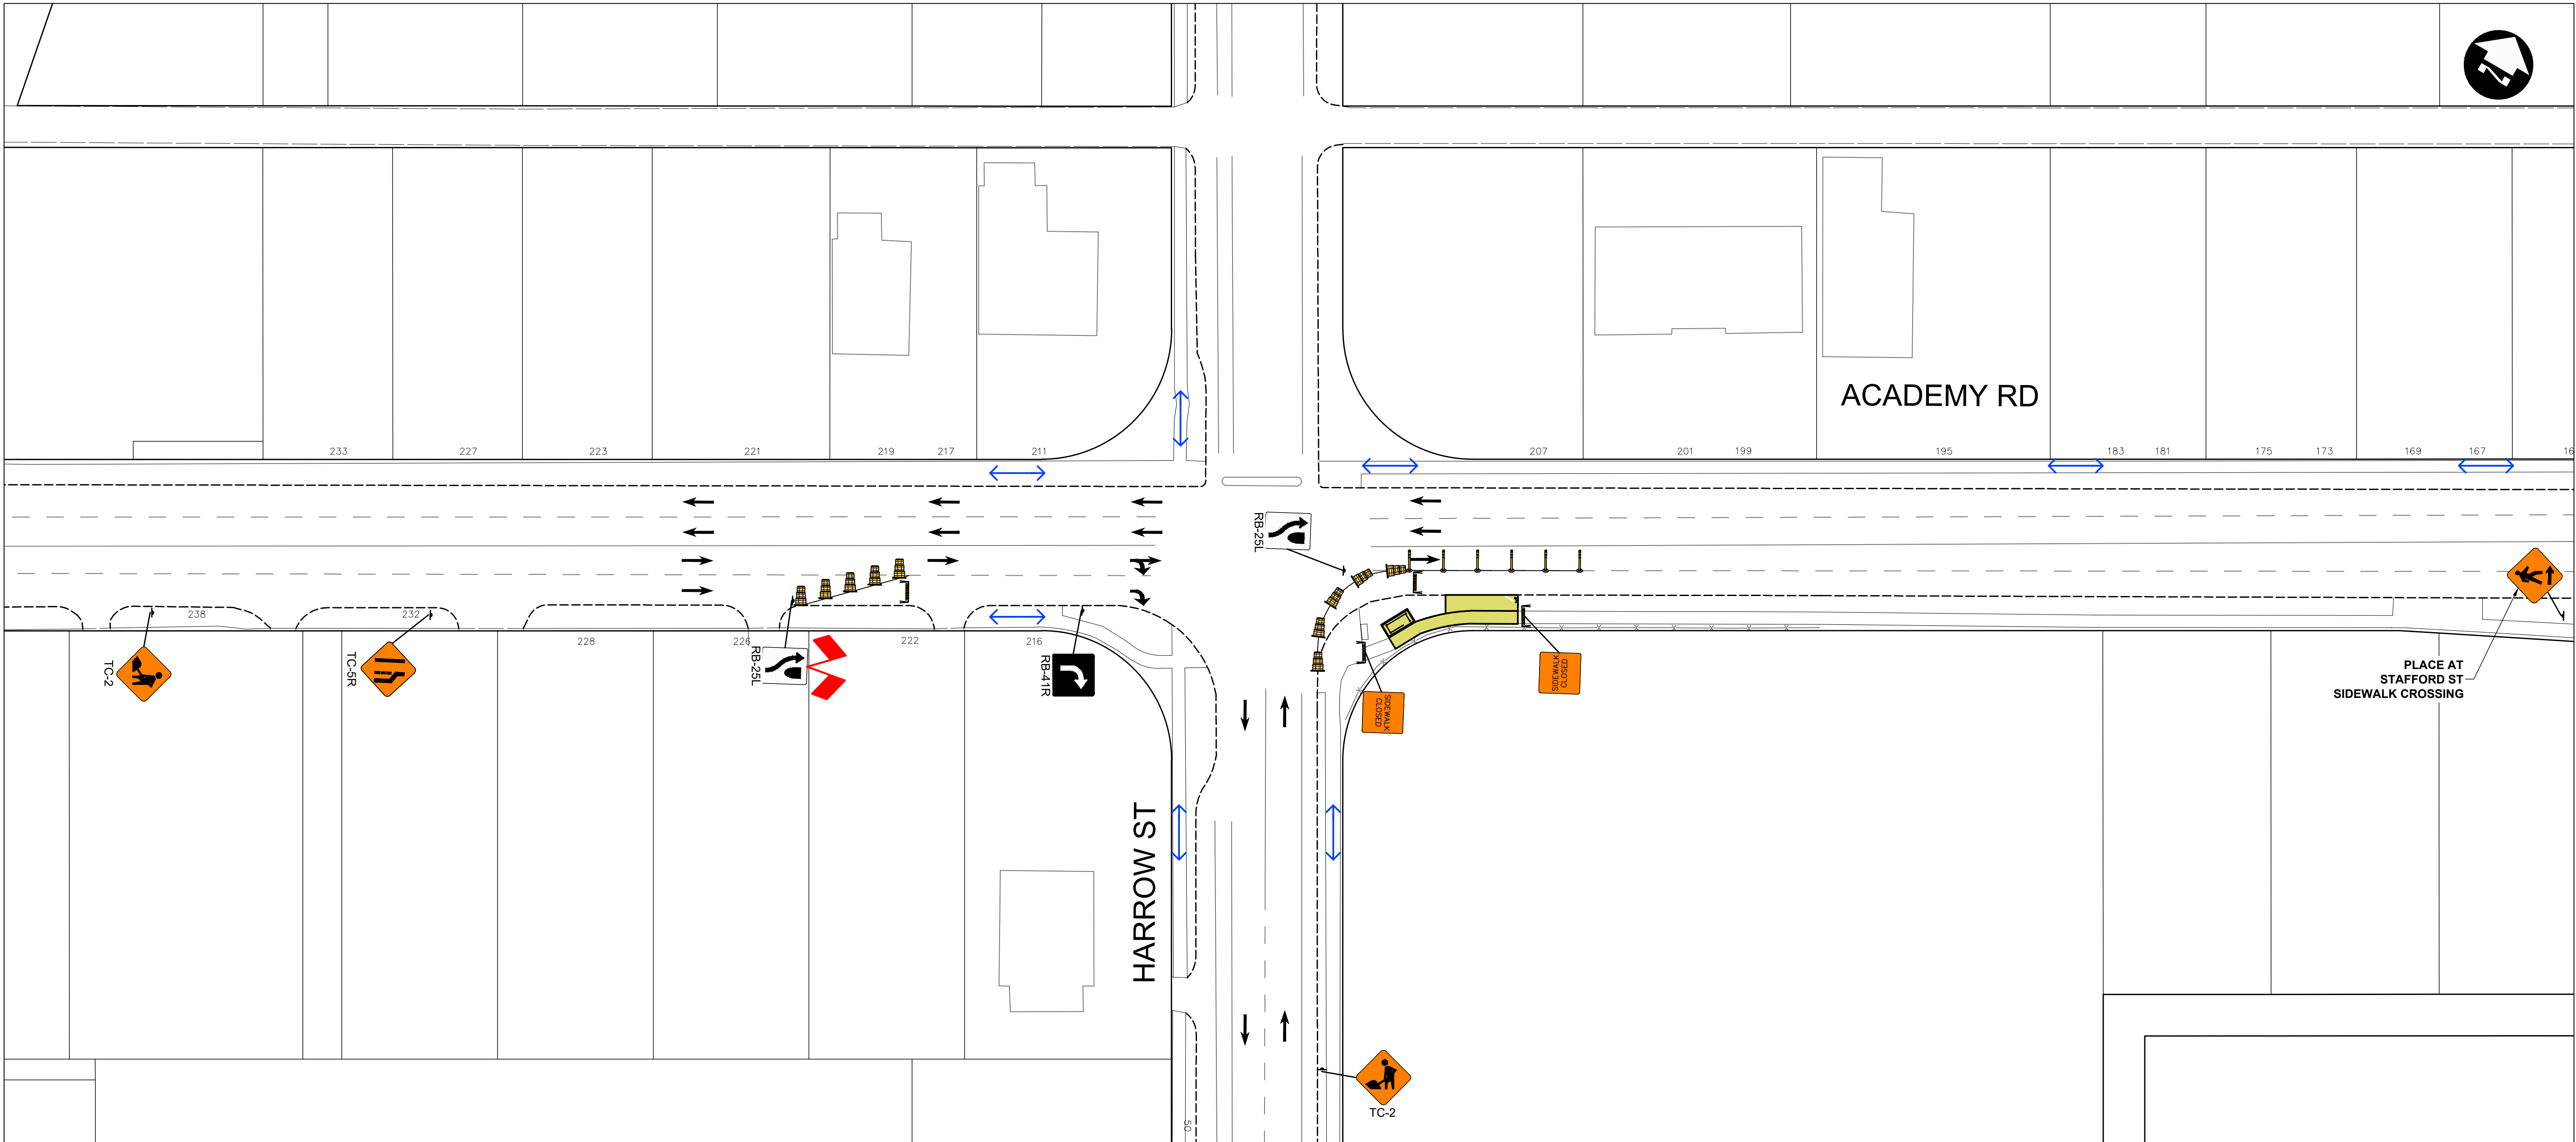 N
ACADEMY RD
233
227
223
221
219
217
211
207
201
199
195
183
181
175
173
169
167
16
RB-25L
238
232
228
226
222
216
TC-2
TC-5R
RB-25L
RB-41R
SIDEWALK
CLOSED
SIDEWALK
CLOSED
PLACE AT
STAFFORD ST
SIDEWALK CROSSING
HARROW ST
TC-2
50